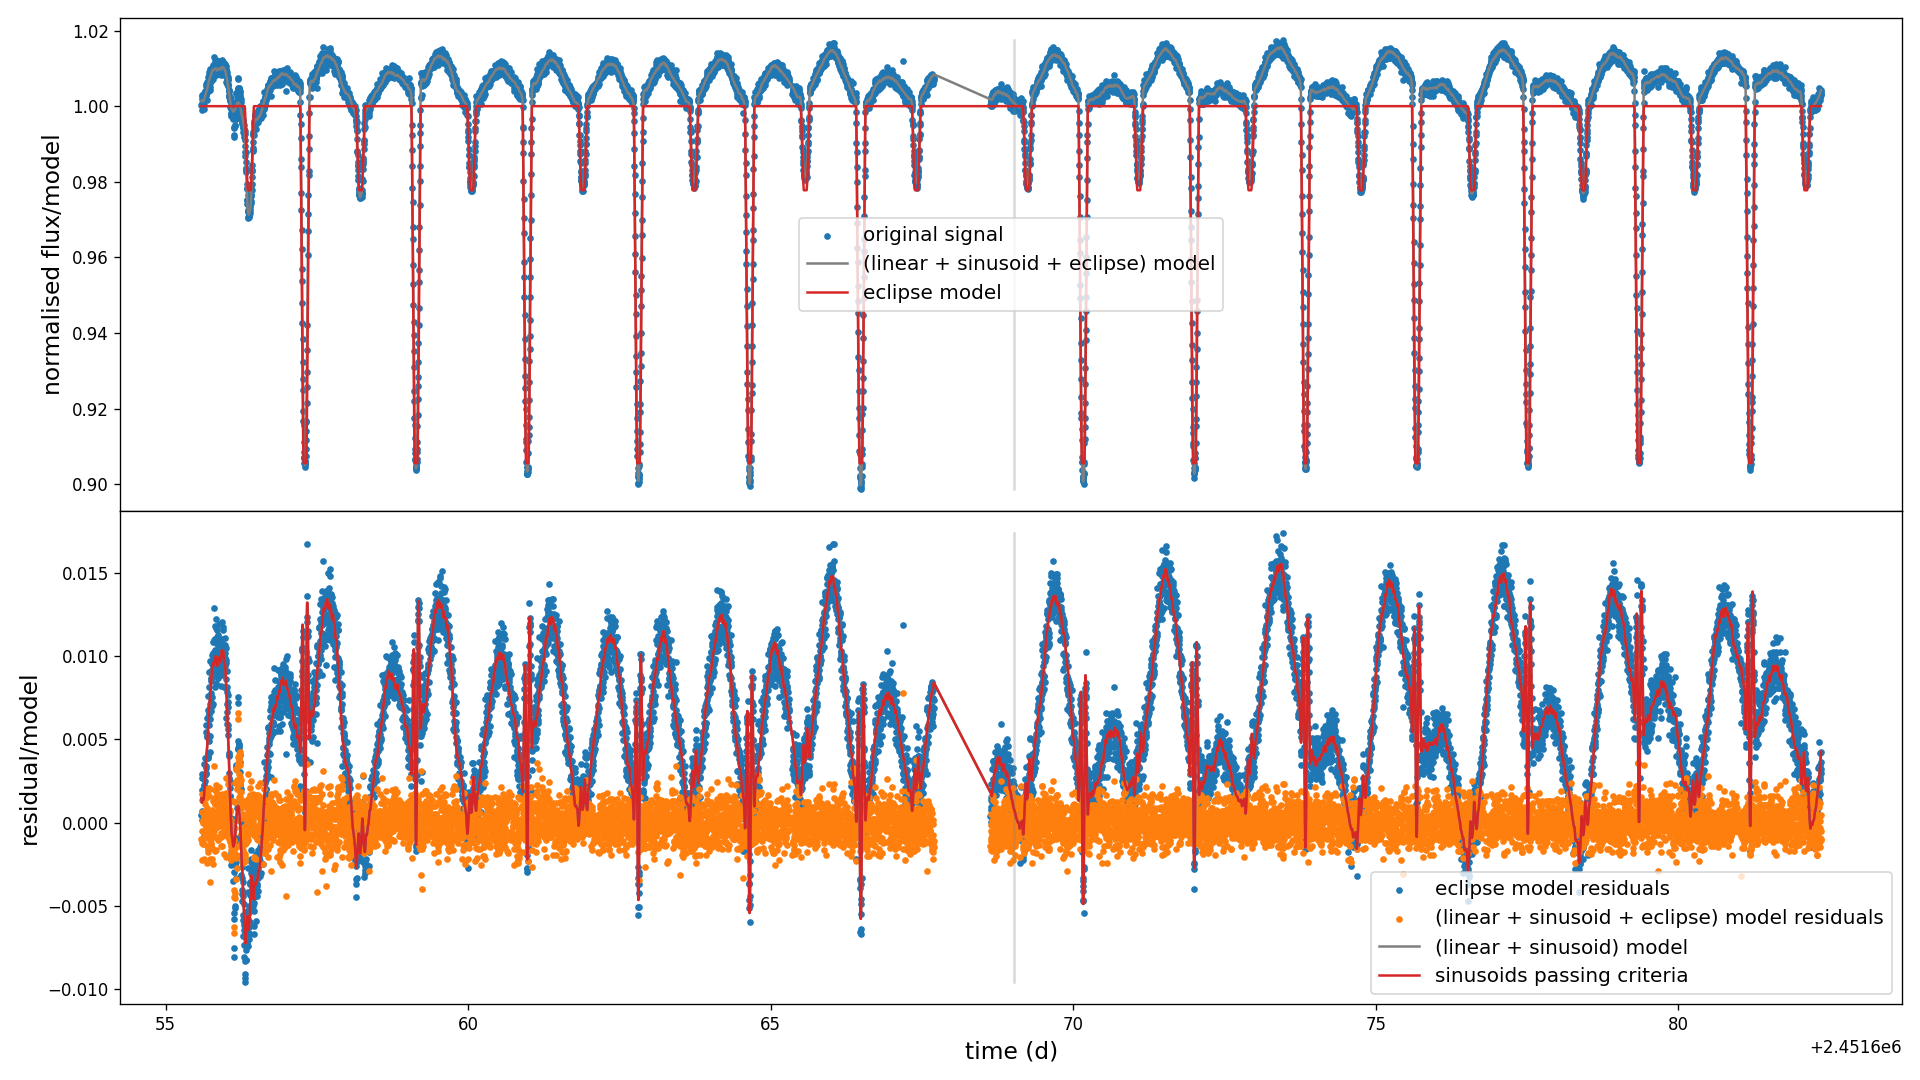 normalised flux/model
1.02
1.00
0.98
0.96
0.94
0.92
0.90
original signal
(linear + sinusoid + eclipse) model
eclipse model
residual/model
0.015
0.010
0.005
0.000
−0.005
−0.010
eclipse model residuals
(linear + sinusoid + eclipse) model residuals
(linear + sinusoid) model
sinusoids passing criteria
55 60 65 70 75 80
time (d)
+2.4516e6